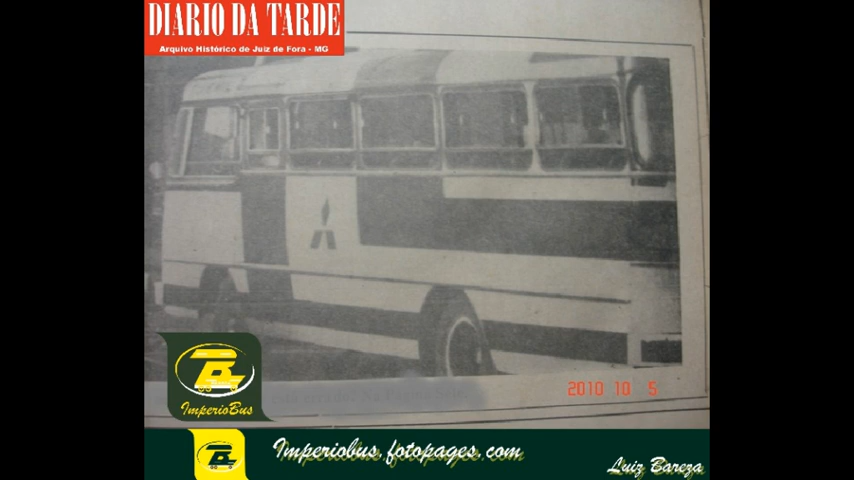 DIARIO DA TARDE
Arquivo Histórico de Juiz de Fora - MG
2010 10 5
ImperioBus
Imperiobus.fotopages.com
Luiz Bareza